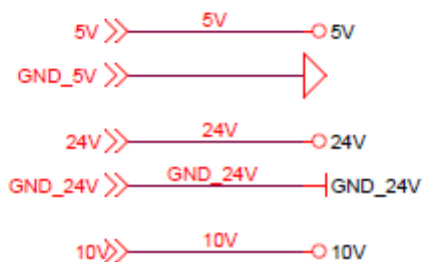 5V 5V 5V
GND_5V
24V 24V 24V
GND_24V GND_24V GND_24V
10V 10V 10V